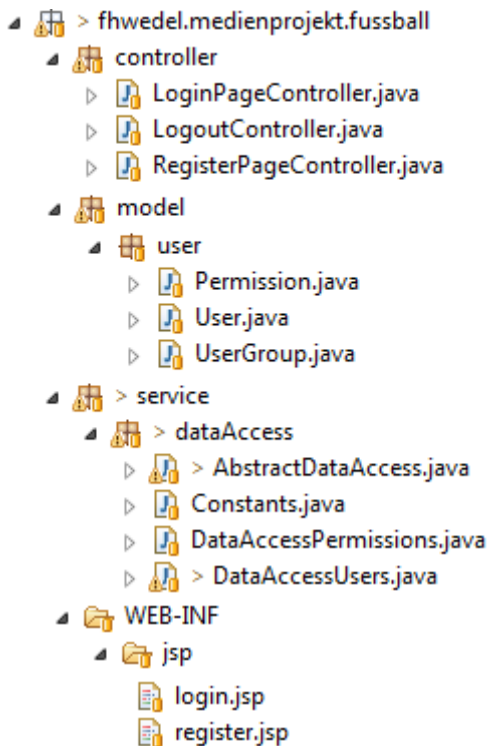 > fhwedel.medienprojekt.fussball
controller
LoginPageController.java
LogoutController.java
RegisterPageController.java
model
user
Permission.java
User.java
UserGroup.java
> service
> dataAccess
> AbstractDataAccess.java
Constants.java
DataAccessPermissions.java
> DataAccessUsers.java
WEB-INF
jsp
login.jsp
register.jsp